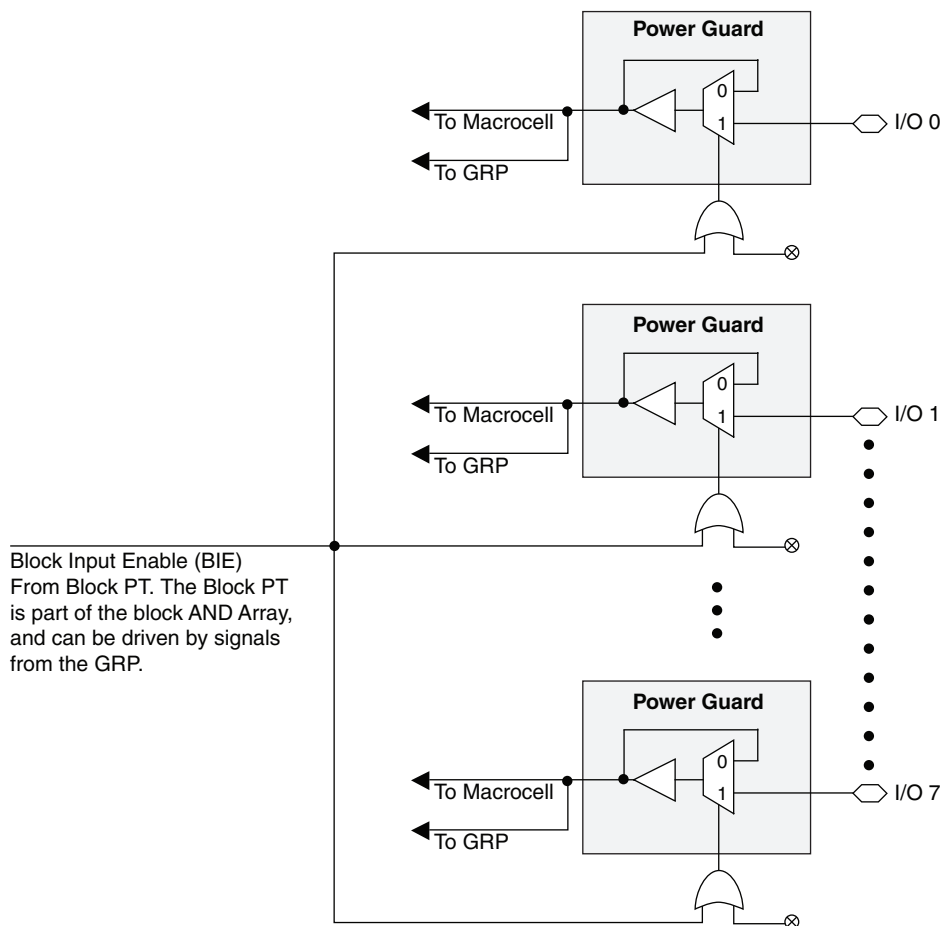 Power Guard
0
1
I/O 0
To Macrocell
To GRP
Power Guard
0
1
I/O 1
To Macrocell
To GRP
Block Input Enable (BIE)
From Block PT. The Block PT
is part of the block AND Array,
and can be driven by signals
from the GRP.
Power Guard
0
1
I/O 7
To Macrocell
To GRP